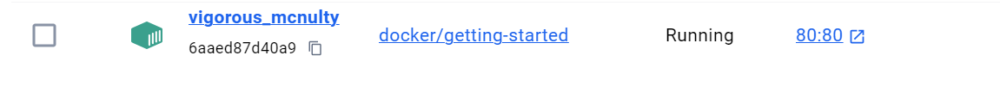 vigorous_mcnulty
6aaed87d40a9
docker/getting-started
Running
80:80